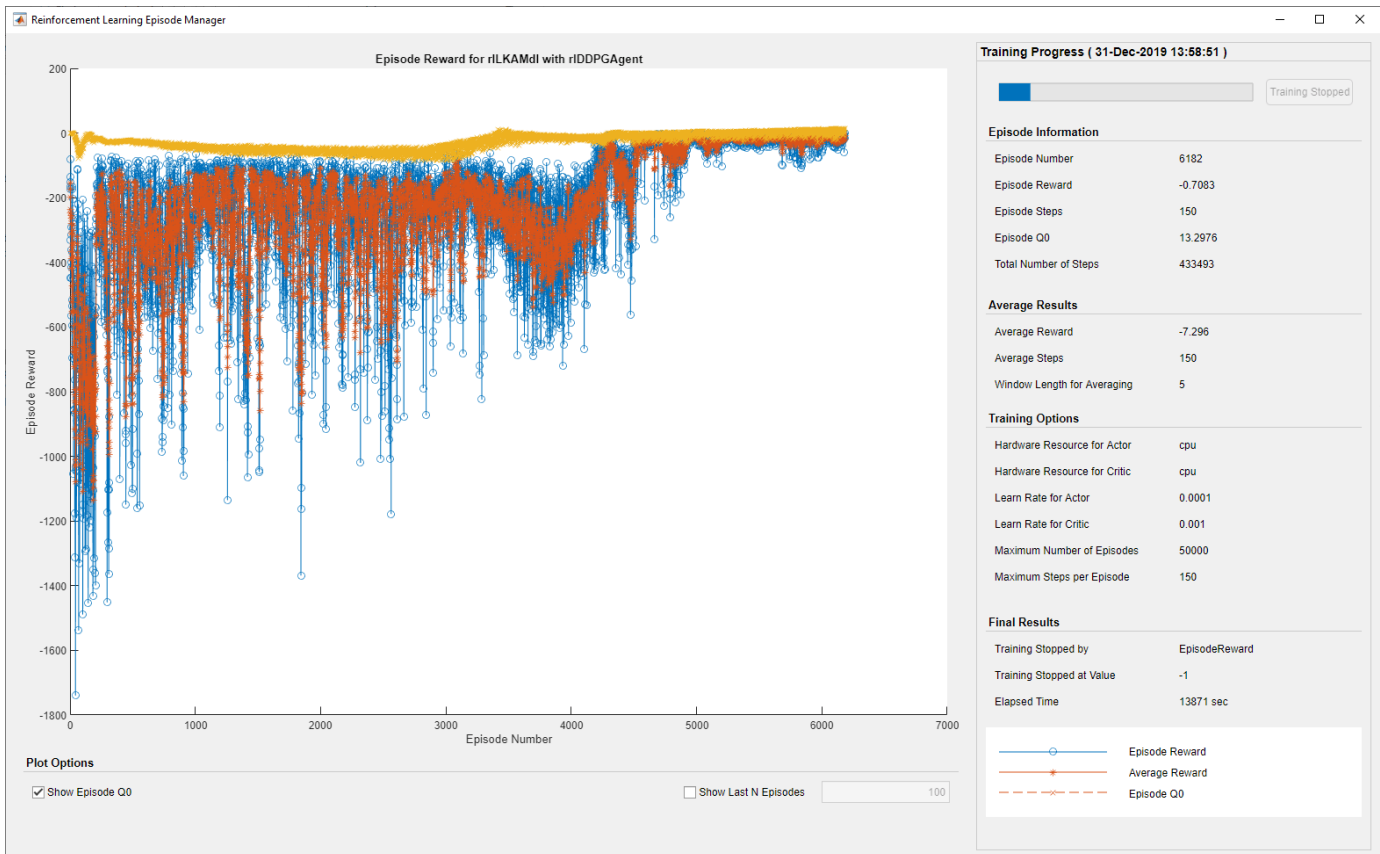 Reinforcement Learning Episode Manager
Episode Reward for rlLKAMdl with rlDDPGAgent
200
0
-200
-400
-600
-800
-1000
-1200
-1400
-1600
-1800
Episode Reward
0 1000 2000 3000 4000 5000 6000 7000
Episode Number
Plot Options
Show Episode Q0
Show Last N Episodes 100
Training Progress ( 31-Dec-2019 13:58:51 )
Training Stopped
Episode Information
Episode Number 6182
Episode Reward -0.7083
Episode Steps 150
Episode Q0 13.2976
Total Number of Steps 433493
Average Results
Average Reward -7.296
Average Steps 150
Window Length for Averaging 5
Training Options
Hardware Resource for Actor cpu
Hardware Resource for Critic cpu
Learn Rate for Actor 0.0001
Learn Rate for Critic 0.001
Maximum Number of Episodes 50000
Maximum Steps per Episode 150
Final Results
Training Stopped by EpisodeReward
Training Stopped at Value -1
Elapsed Time 13871 sec
Episode Reward
Average Reward
Episode Q0